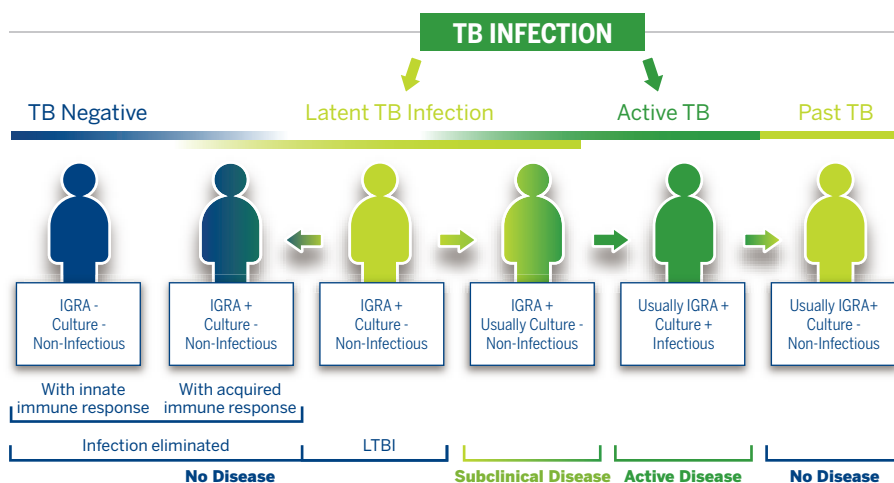 TB INFECTION
TB Negative
Latent TB Infection
Active TB
Past TB
IGRA -
Culture -
Non-Infectious
IGRA +
Culture -
Non-Infectious
IGRA +
Culture -
Non-Infectious
IGRA +
Usually Culture -
Non-Infectious
Usually IGRA +
Culture +
Infectious
Usually IGRA+
Culture -
Non-Infectious
With innate
immune response
With acquired
immune response
Infection eliminated
LTBI
No Disease
Subclinical Disease
Active Disease
No Disease